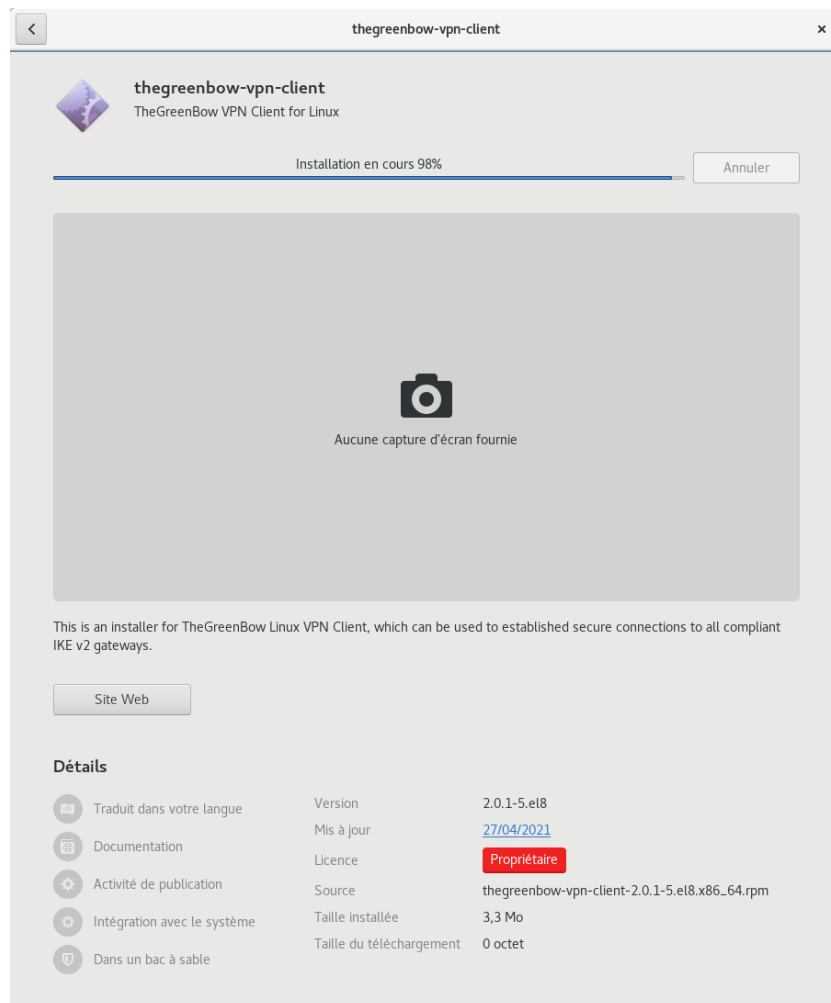 thegreenbow-vpn-client
thegreenbow-vpn-client
TheGreenBow VPN Client for Linux
Installation en cours 98%
Annuler
Aucune capture d'écran fournie
This is an installer for TheGreenBow Linux VPN Client, which can be used to established secure connections to all compliant
IKE v2 gateways.
Site Web
Détails
Traduit dans votre langue
Documentation
Activité de publication
Intégration avec le système
Dans un bac à sable
Version 2.0.1-5.el8
Mis à jour 27/04/2021
Licence Propriétaire
Source thegreenbow-vpn-client-2.0.1-5.el8.x86_64.rpm
Taille installée 3,3 Mo
Taille du téléchargement 0 octet